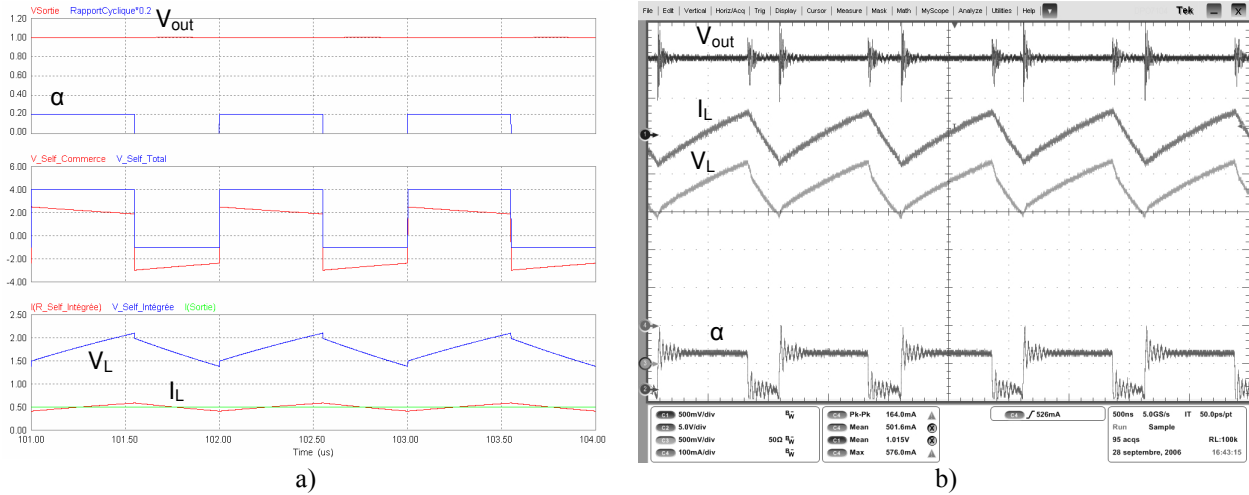 a)
VSortie RapportCyclique*0.2
Vout
1.20
1.00
0.80
0.60
0.40
0.20
0.00
α
V_Self_Commerce V_Self_Total
6.00
4.00
2.00
0.00
-2.00
-4.00
I(R_Self_Intégrée) V_Self_Intégrée I(Sortie)
2.50
2.00
1.50
1.00
0.50
0.00
VL
IL
101.00 101.50 102.00 102.50 103.00 103.50 104.00
Time (us)
b)
File Edit Vertical Horiz/Acq Trig Display Cursor Measure Mask Math MyScope Analyze Utilities Help
Tek X
Vout
IL
VL
α
C1 500mV/div BW
C2 5.0V/div
C3 500mV/div 50Ω BW
C4 100mA/div BW
C4 Pk-Pk 164.0mA
C4 Mean 501.6mA
C1 Mean 1.015V
C4 Max 576.0mA
C4 526mA
500ns 5.0GS/s IT 50.0ps/pt
Run Sample
95 acqs RL:100k
28 septembre, 2006 16:43:15